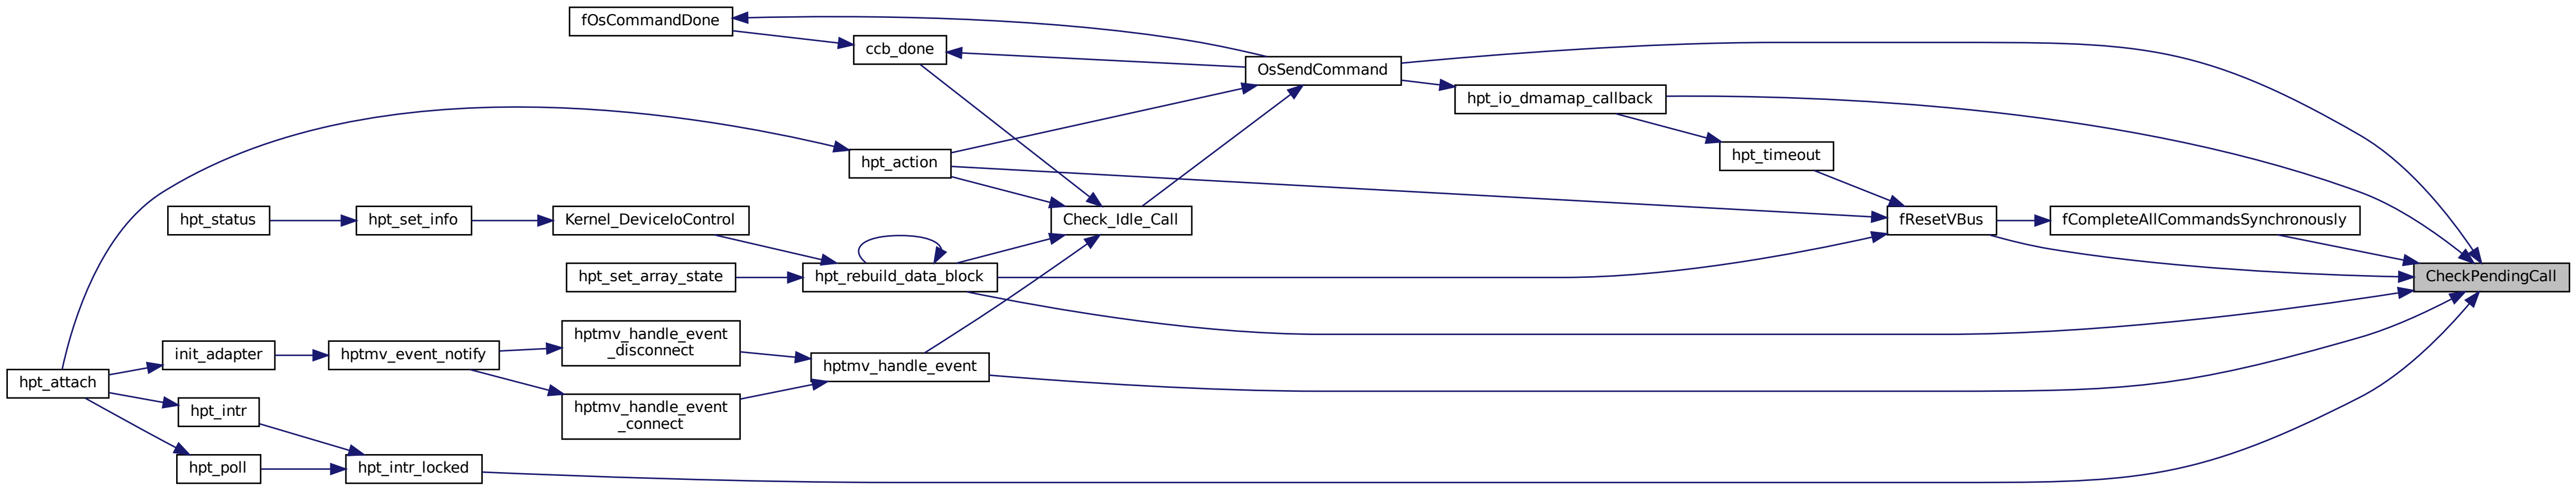 fOsCommandDone
ccb_done
OsSendCommand
hpt_io_dmamap_callback
hpt_action
hpt_timeout
hpt_status
hpt_set_info
Kernel_DeviceIoControl
Check_Idle_Call
fResetVBus
fCompleteAllCommandsSynchronously
hpt_set_array_state
hpt_rebuild_data_block
CheckPendingCall
hptmv_handle_event
_disconnect
init_adapter
hptmv_event_notify
hptmv_handle_event
hpt_attach
hpt_intr
hptmv_handle_event
_connect
hpt_poll
hpt_intr_locked